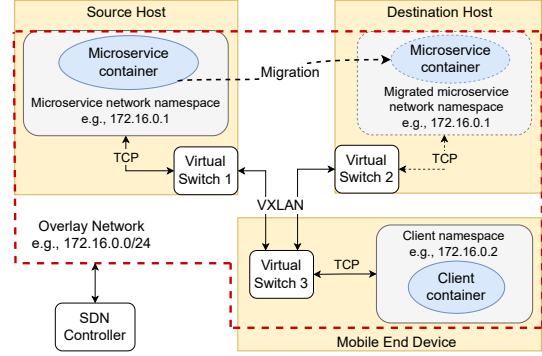 Source Host
Destination Host
Microservice
container
Microservice network namespace
e.g., 172.16.0.1
Migration
Microservice
container
Migrated microservice
network namespace
e.g., 172.16.0.1
TCP
Virtual
Switch 1
Virtual
Switch 2
TCP
VXLAN
Overlay Network
e.g., 172.16.0.0/24
Virtual
Switch 3
TCP
Client namespace
e.g., 172.16.0.2
Client
container
SDN
Controller
Mobile End Device